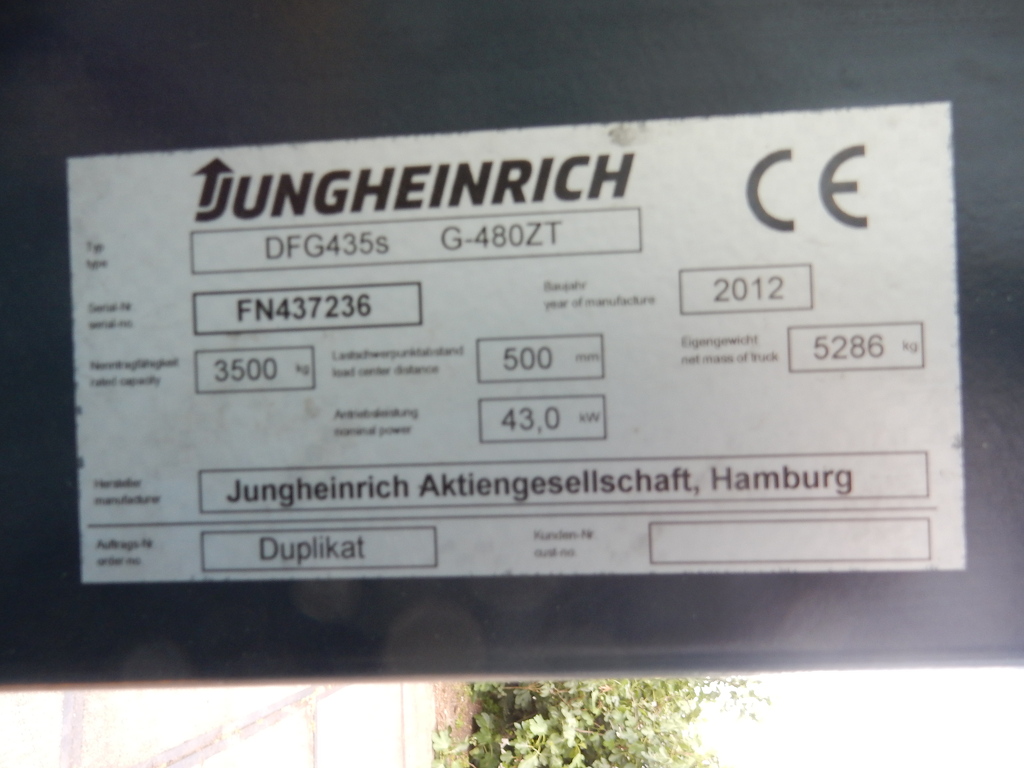 JUNGHEINRICH
CE
Typ
type
DFG435s G-480ZT
Serial-Nr.
serial-no.
FN437236
Baujahr
year of manufacture
2012
Nenntragfähigkeit
rated capacity
3500 kg
Lastschwerpunktabstand
load center distance
500 mm
Eigengewicht
net mass of truck
5286 kg
Antriebsleistung
nominal power
43,0 kW
Hersteller
manufacturer
Jungheinrich Aktiengesellschaft, Hamburg
Auftrags-Nr.
order-no.
Duplikat
Kunden-Nr.
cust-no.